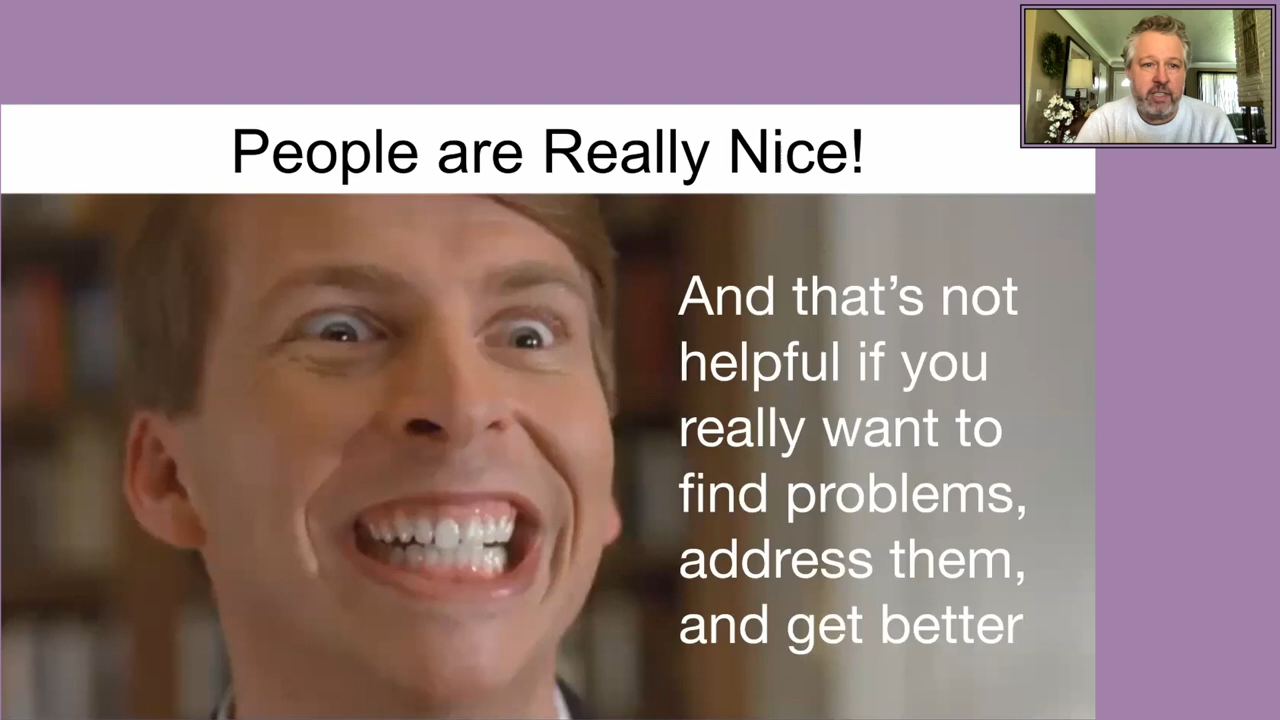 People are Really Nice!
And that’s not
helpful if you
really want to
find problems,
address them,
and get better